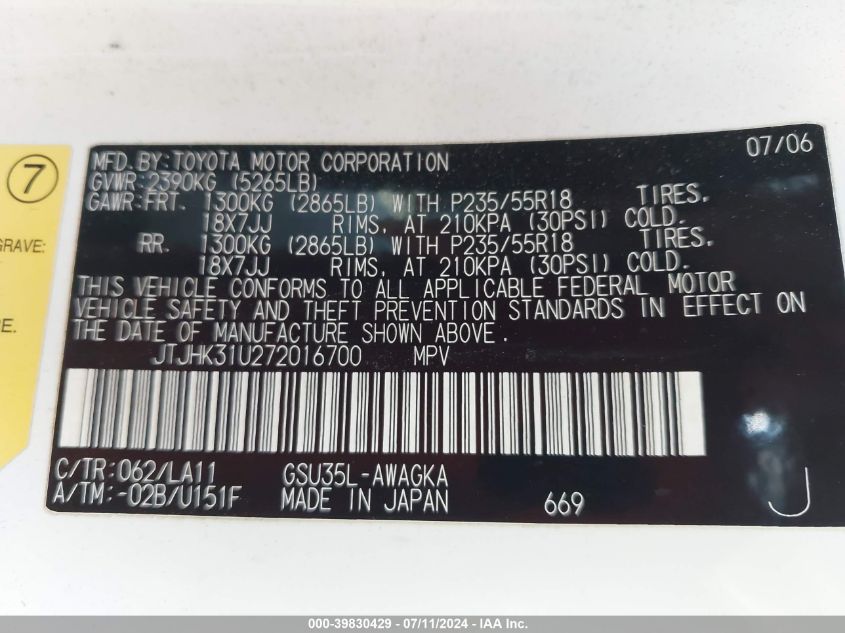 07/06
7
MFD. BY: TOYOTA MOTOR CORPORATION
GVWR: 2390KG (5265LB)
GAWR: FRT. 1300KG (2865LB) WITH P235/55R18 TIRES.
18X7JJ RIMS. AT 210KPA (30PSI) COLD.
RR. 1300KG (2865LB) WITH P235/55R18 TIRES.
18X7JJ RIMS. AT 210KPA (30PSI) COLD.
GRAVE:
THIS VEHICLE CONFORMS TO ALL APPLICABLE FEDERAL MOTOR
VEHICLE SAFETY AND THEFT PREVENTION STANDARDS IN EFFECT ON
THE DATE OF MANUFACTURE SHOWN ABOVE.
E.
JTJHK31U272016700 MPV
C/TR: 062/LA11 GSU35L-AWAGKA
A/TM: -02B/U151F MADE IN JAPAN 669 J
000-39830429 - 07/11/2024 - IAA Inc.